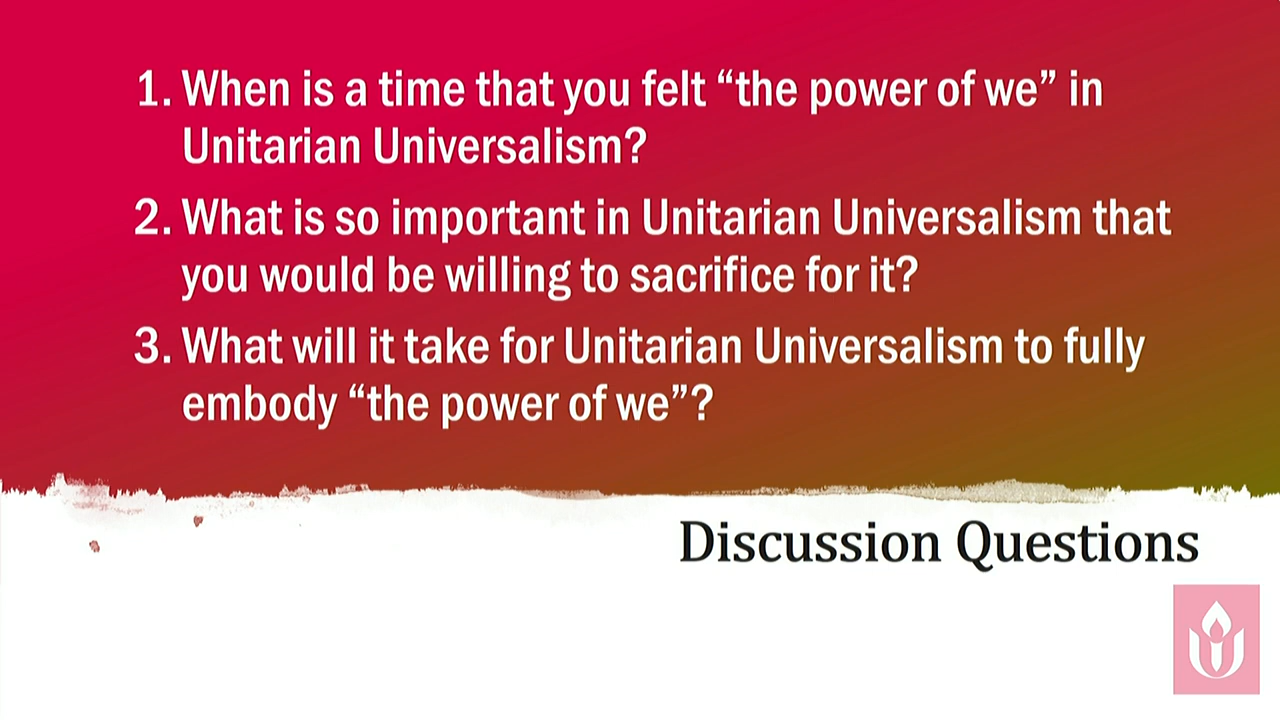 1. When is a time that you felt “the power of we” in
Unitarian Universalism?
2. What is so important in Unitarian Universalism that
you would be willing to sacrifice for it?
3. What will it take for Unitarian Universalism to fully
embody “the power of we”?
Discussion Questions